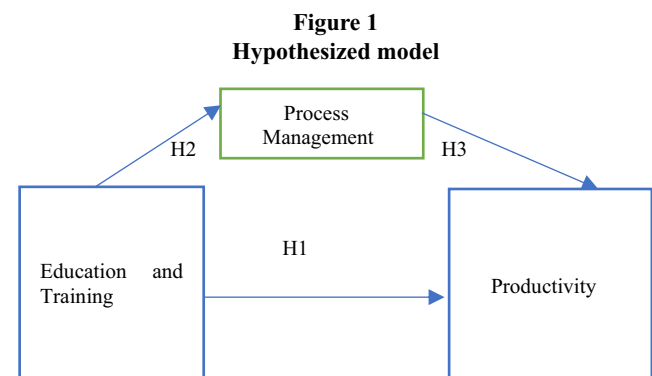 Figure 1
Hypothesized model
Process
Management
H2
H3
H1
Education and
Training
Productivity